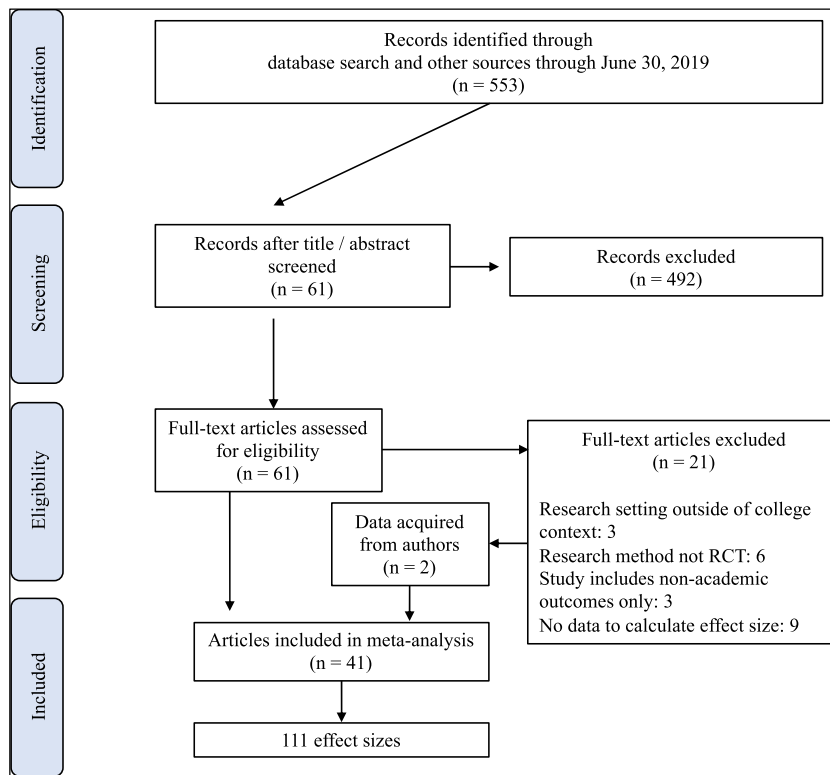 Identification
Records identified through
database search and other sources through June 30, 2019
(n = 553)
Screening
Records after title / abstract
screened
(n = 61)
Records excluded
(n = 492)
Eligibility
Full-text articles assessed
for eligibility
(n = 61)
Full-text articles excluded
(n = 21)
Research setting outside of college
context: 3
Research method not RCT: 6
Study includes non-academic
outcomes only: 3
No data to calculate effect size: 9
Data acquired
from authors
(n = 2)
Included
Articles included in meta-analysis
(n = 41)
111 effect sizes